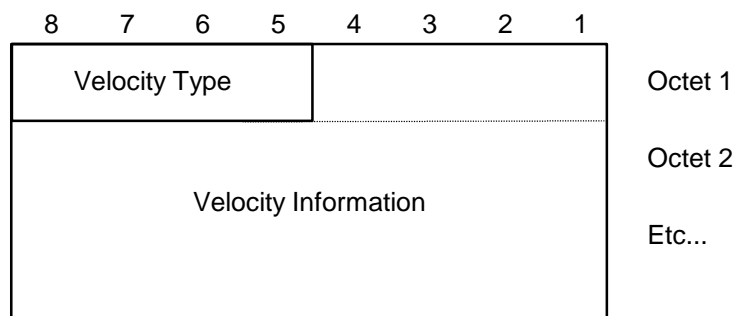 8 7 6 5 4 3 2 1
Velocity Type Octet 1
Octet 2
Velocity Information
Etc...